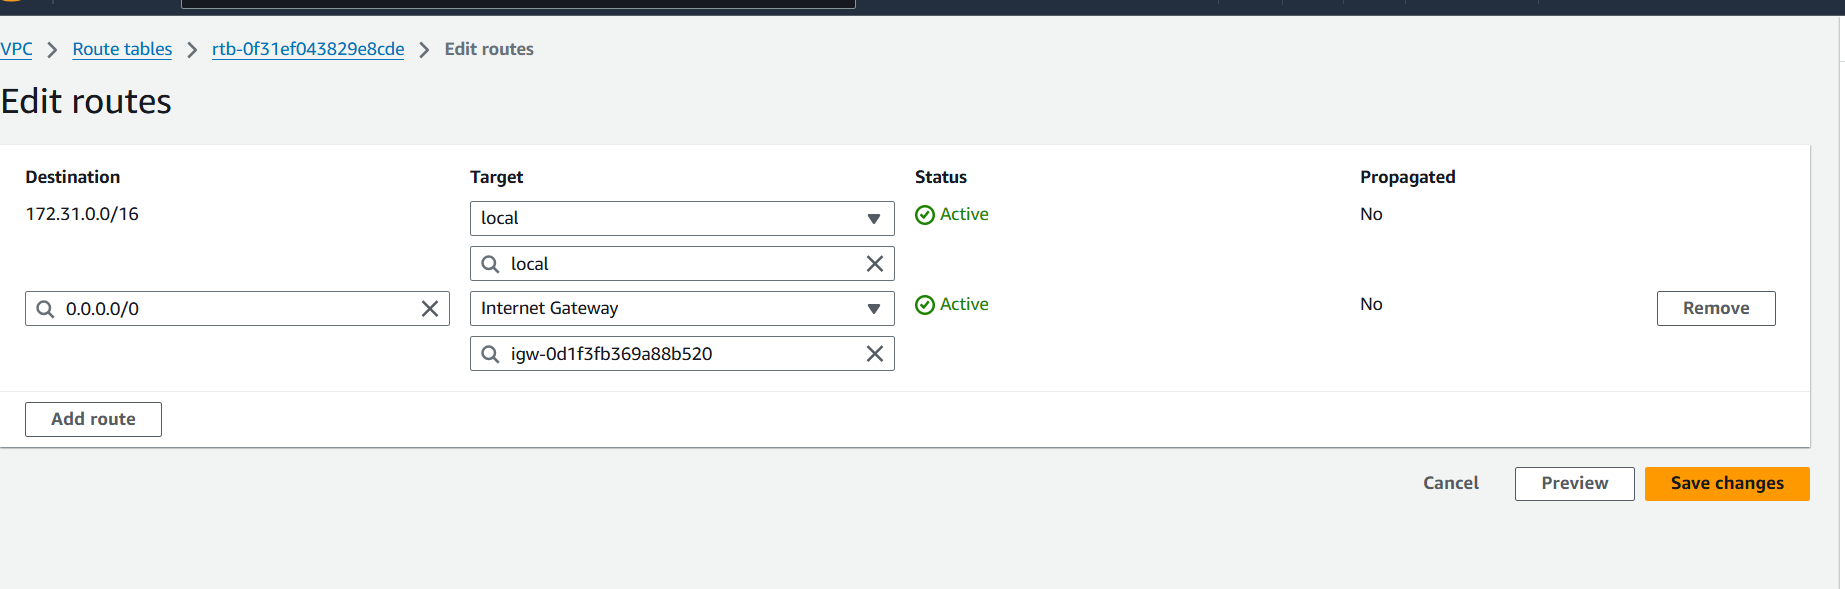 VPC > Route tables > rtb-0f31ef043829e8cde > Edit routes
Edit routes
Destination Target Status Propagated
172.31.0.0/16 local Active No
local
0.0.0.0/0 Internet Gateway Active No Remove
igw-0d1f3fb369a88b520
Add route
Cancel Preview Save changes